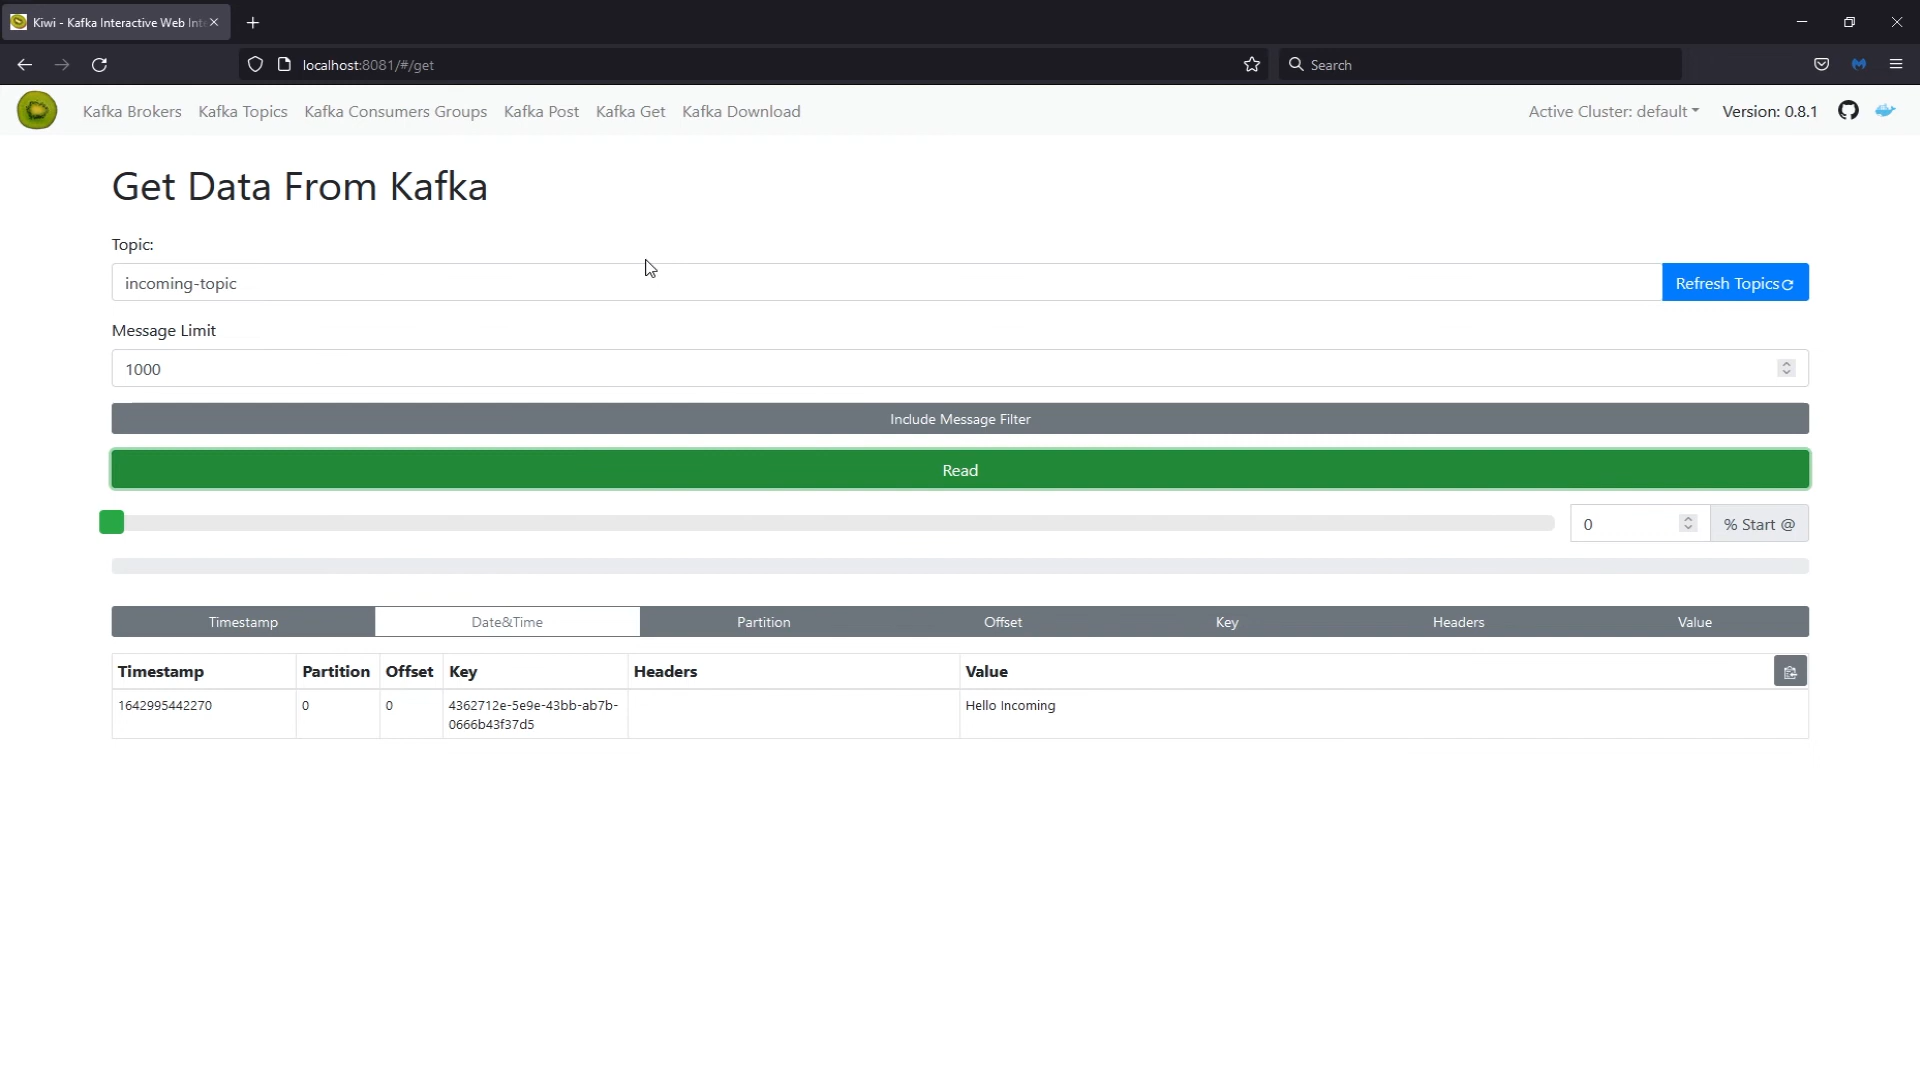 Kiwi - Kafka Interactive Web Int
localhost:8081/#/get
Search
Kafka Brokers Kafka Topics Kafka Consumers Groups Kafka Post Kafka Get Kafka Download Active Cluster: default Version: 0.8.1
Get Data From Kafka
Topic:
incoming-topic Refresh Topics
Message Limit
1000
Include Message Filter
Read
0 % Start @
Timestamp Date&Time Partition Offset Key Headers Value
Timestamp Partition Offset Key Headers Value
1642995442270 0 0 4362712e-5e9e-43bb-ab7b- Hello Incoming
0666b43f37d5